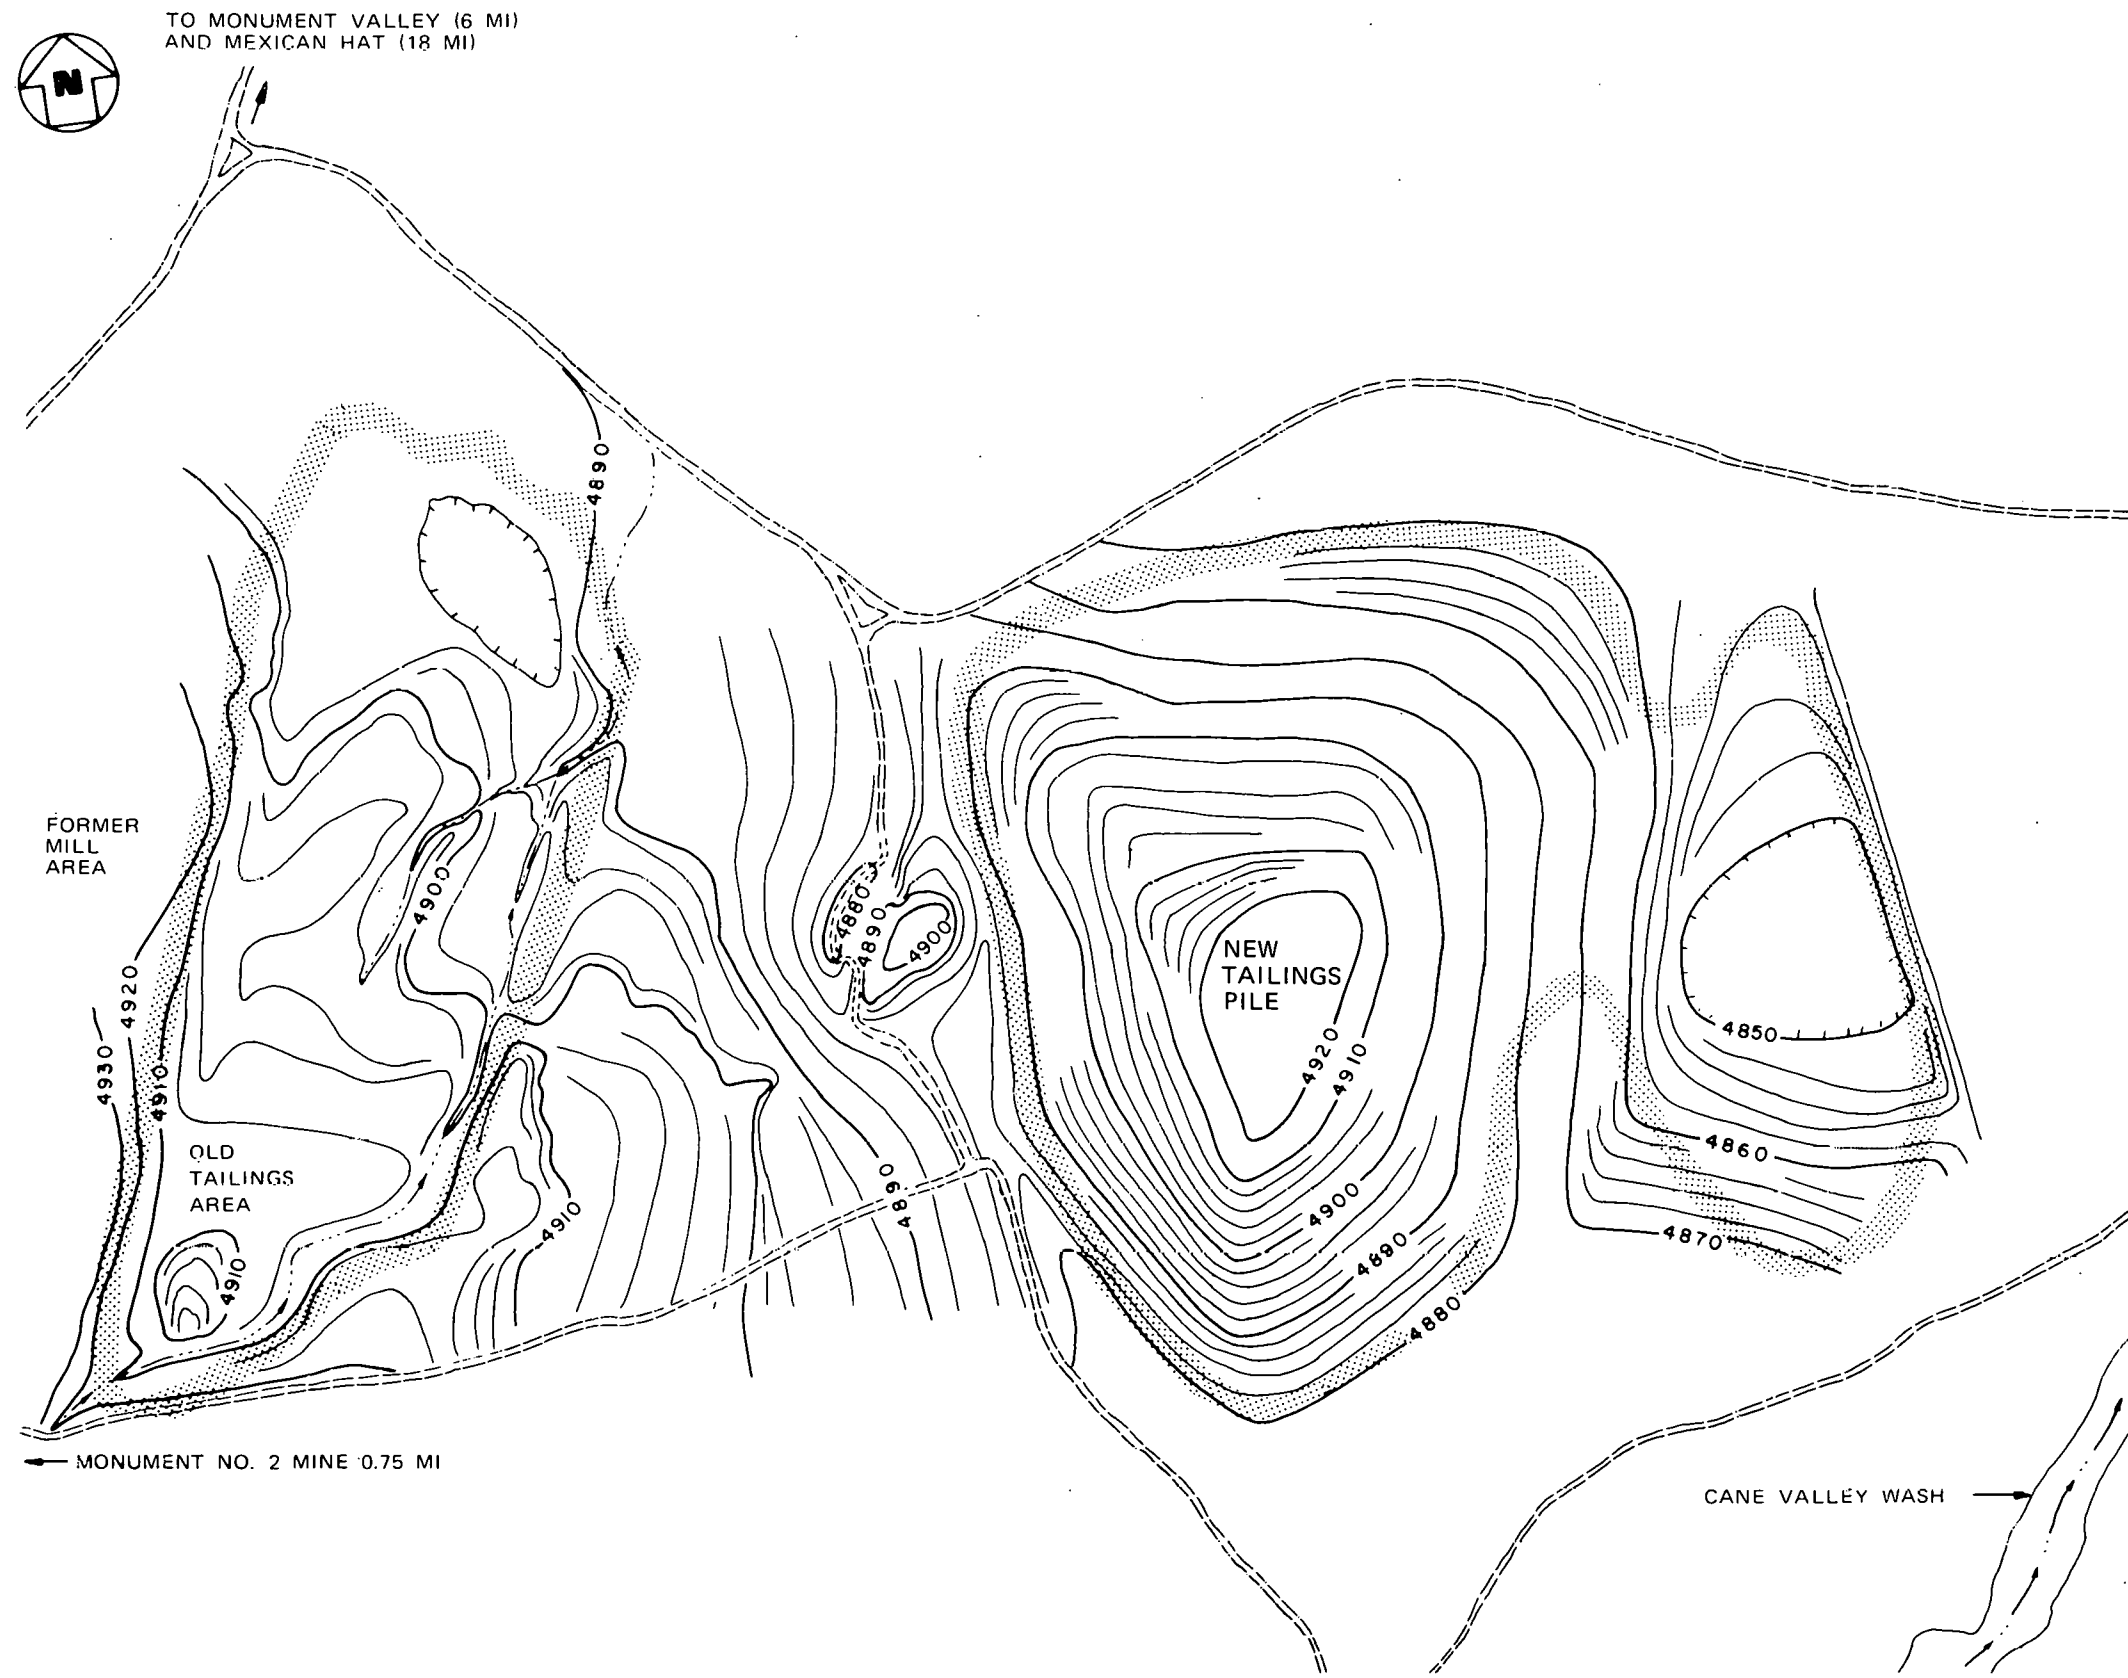 TO MONUMENT VALLEY (6 MI)
AND MEXICAN HAT (18 MI)
N
4890
FORMER
MILL
AREA
4900
4880
4890
4900
NEW
TAILINGS
PILE
4920
4910
4850
4930
4920
4910
4860
OLD
TAILINGS
AREA
4910
4910
4890
4900
4890
4880
4870
MONUMENT NO. 2 MINE 0.75 MI
CANE VALLEY WASH